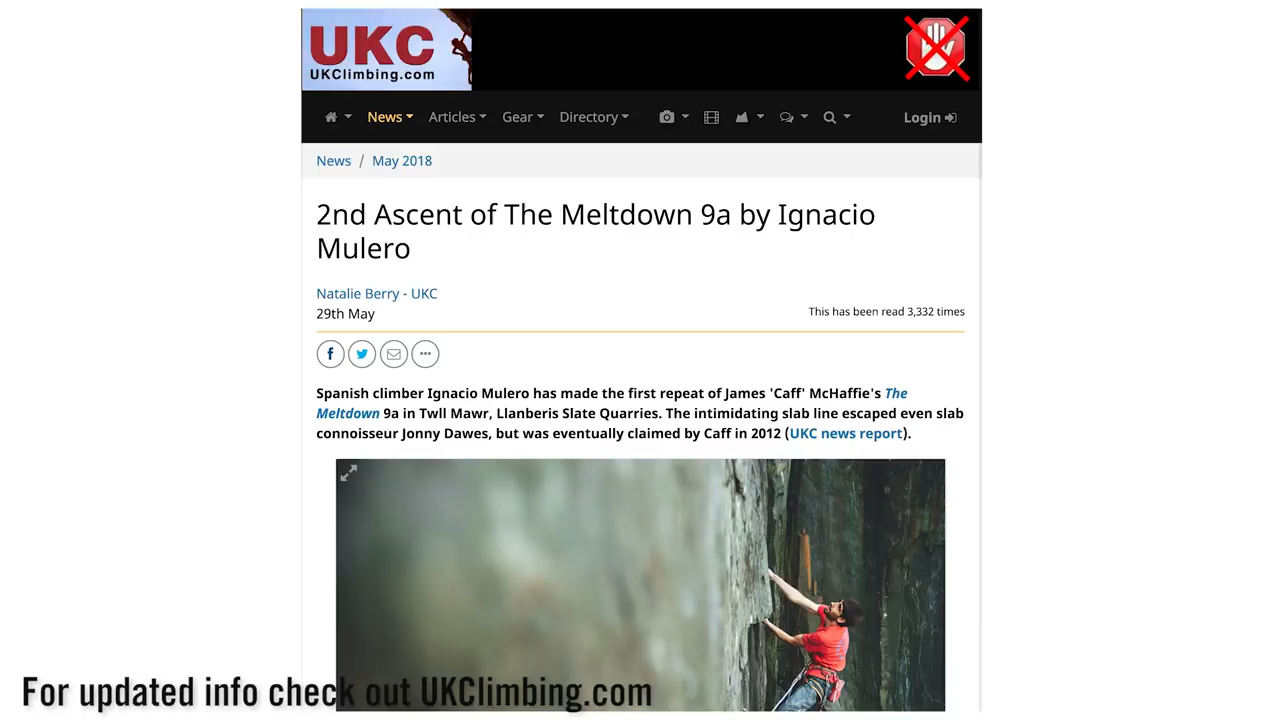 UKC
UKClimbing.com
News
Articles
Gear
Directory
Login
News / May 2018
2nd Ascent of The Meltdown 9a by Ignacio
Mulero
Natalie Berry - UKC
29th May
This has been read 3,332 times
Spanish climber Ignacio Mulero has made the first repeat of James 'Caff' McHaffie's The
Meltdown 9a in Twll Mawr, Llanberis Slate Quarries. The intimidating slab line escaped even slab
connoisseur Jonny Dawes, but was eventually claimed by Caff in 2012 (UKC news report).
For updated info check out UKClimbing.com